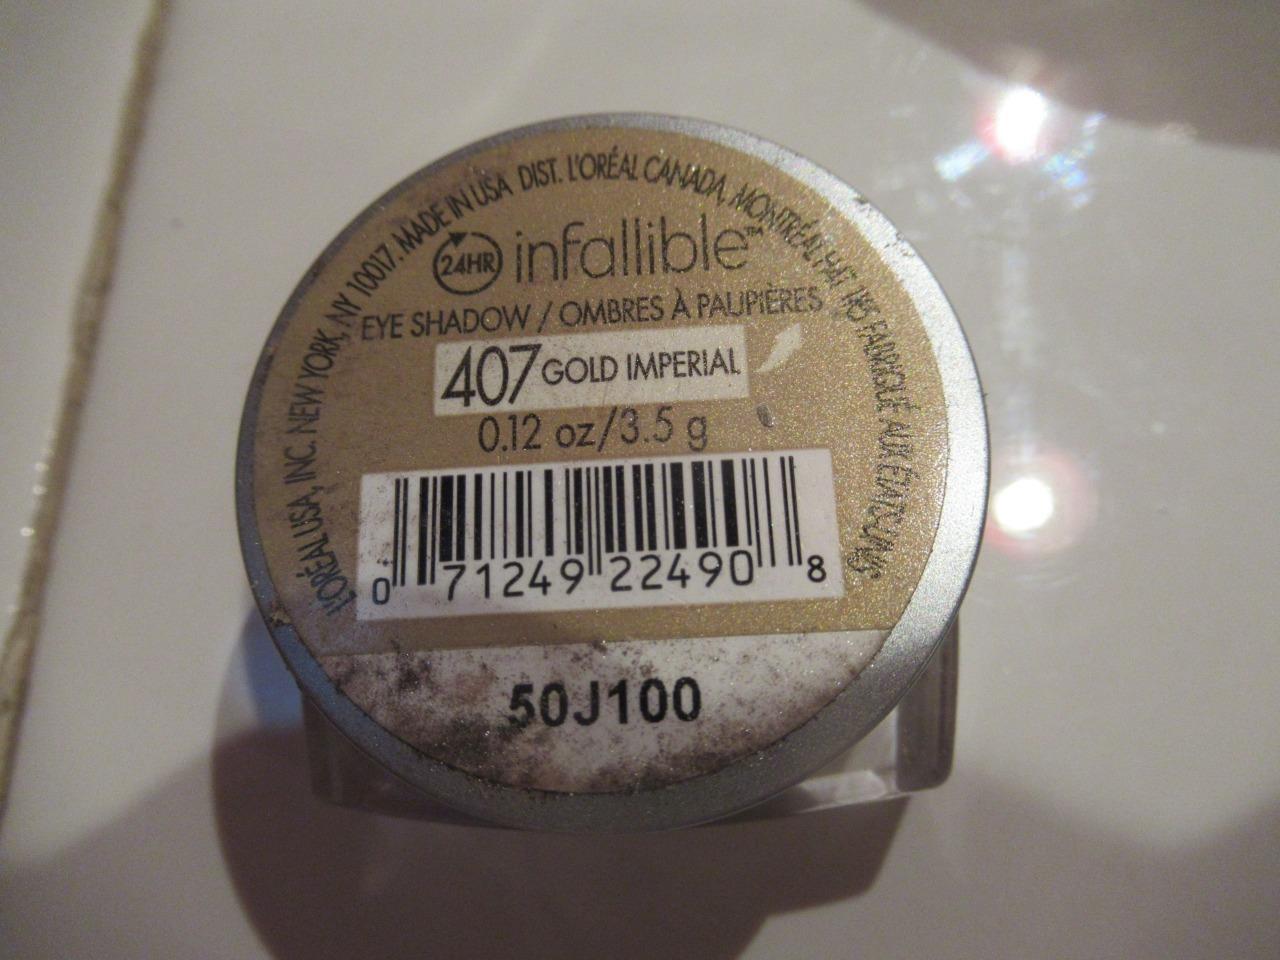 L'ORÉAL USA, INC. NEW YORK, NY 10017. MADE IN USA DIST. L'ORÉAL CANADA, MONTRÉAL H4T 1K5 FABRIQUÉ AUX ÉTATS-UNIS
24HR infallible™
EYE SHADOW / OMBRES À PAUPIÈRES
407 GOLD IMPERIAL
0.12 oz/3.5 g
0 71249 22490 8
50J100